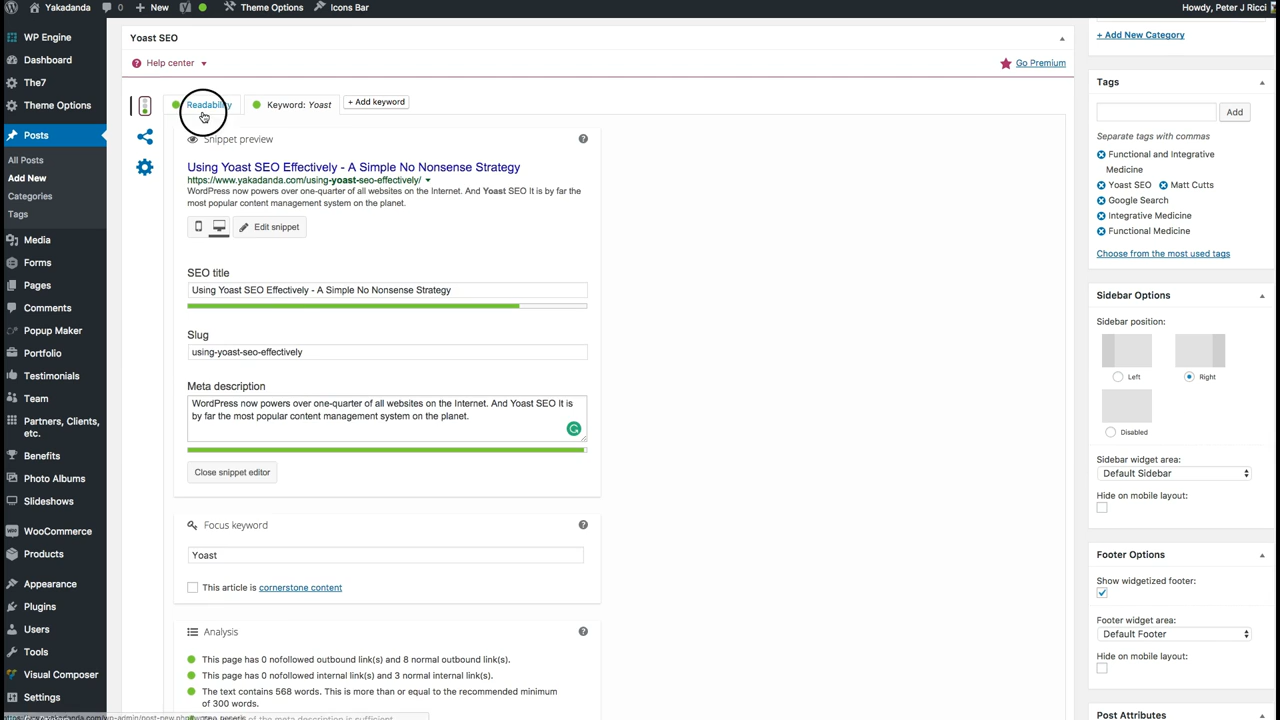 Yakadanda
0
New
Theme Options
Icons Bar
Howdy, Peter J Ricci
WP Engine
Dashboard
The7
Theme Options
Posts
All Posts
Add New
Categories
Tags
Media
Forms
Pages
Comments
Popup Maker
Portfolio
Testimonials
Team
Partners, Clients,
etc.
Benefits
Photo Albums
Slideshows
WooCommerce
Products
Appearance
Plugins
Users
Tools
Visual Composer
Settings
Yoast SEO
Help center
Go Premium
Readability
Keyword: Yoast
+ Add keyword
Snippet preview
Using Yoast SEO Effectively - A Simple No Nonsense Strategy
https://www.yakadanda.com/using-yoast-seo-effectively/
WordPress now powers over one-quarter of all websites on the Internet. And Yoast SEO It is by far the
most popular content management system on the planet.
Edit snippet
SEO title
Using Yoast SEO Effectively - A Simple No Nonsense Strategy
Slug
using-yoast-seo-effectively
Meta description
WordPress now powers over one-quarter of all websites on the Internet. And Yoast SEO It is
by far the most popular content management system on the planet.
Close snippet editor
Focus keyword
Yoast
This article is cornerstone content
Analysis
This page has 0 nofollowed outbound link(s) and 8 normal outbound link(s).
This page has 0 nofollowed internal link(s) and 3 normal internal link(s).
The text contains 568 words. This is more than or equal to the recommended minimum
of 300 words.
of the meta description is sufficient
+ Add New Category
Tags
Add
Separate tags with commas
Functional and Integrative
Medicine
Yoast SEO Matt Cutts
Google Search
Integrative Medicine
Functional Medicine
Choose from the most used tags
Sidebar Options
Sidebar position:
Left
Right
Disabled
Sidebar widget area:
Default Sidebar
Hide on mobile layout:
Footer Options
Show widgetized footer:
Footer widget area:
Default Footer
Hide on mobile layout:
Post Attributes